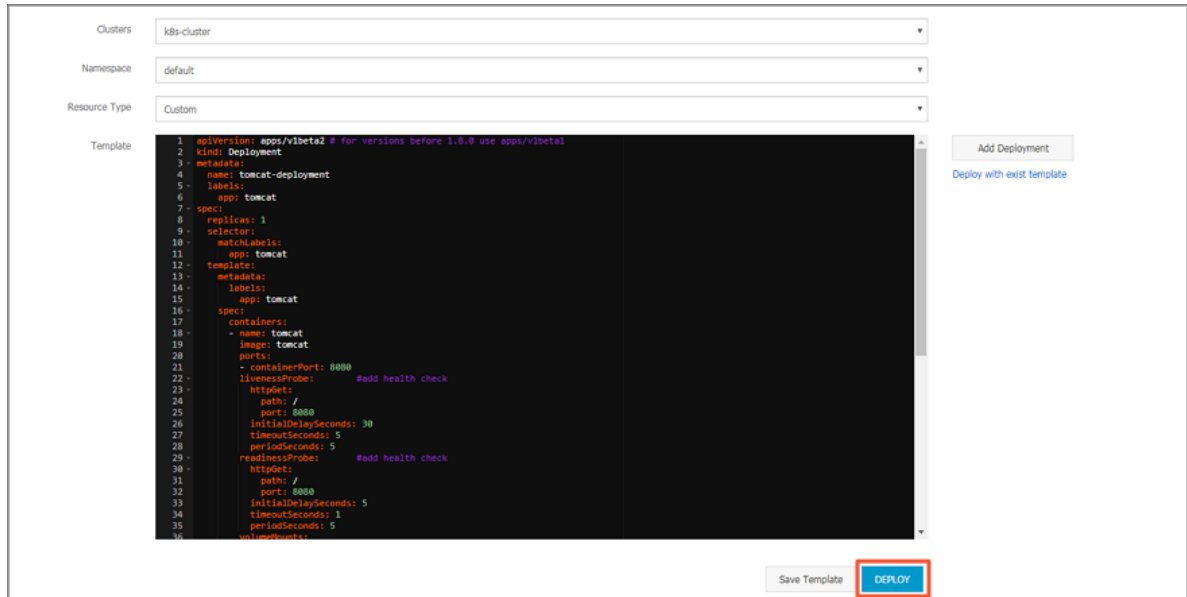 Clusters k8s-cluster
Namespace default
Resource Type Custom
Template
1 apiVersion: apps/v1beta2 # for versions before 1.8.0 use apps/v1beta1
2 kind: Deployment
3 metadata:
4 name: tomcat-deployment
5 labels:
6 app: tomcat
7 spec:
8 replicas: 1
9 selector:
10 matchLabels:
11 app: tomcat
12 template:
13 metadata:
14 labels:
15 app: tomcat
16 spec:
17 containers:
18 - name: tomcat
19 image: tomcat
20 ports:
21 - containerPort: 8080
22 livenessProbe: #add health check
23 httpGet:
24 path: /
25 port: 8080
26 initialDelaySeconds: 30
27 timeoutSeconds: 5
28 periodSeconds: 5
29 readinessProbe: #add health check
30 httpGet:
31 path: /
32 port: 8080
33 initialDelaySeconds: 5
34 timeoutSeconds: 1
35 periodSeconds: 5
36 volumeMounts:
Add Deployment
Deploy with exist template
Save Template DEPLOY